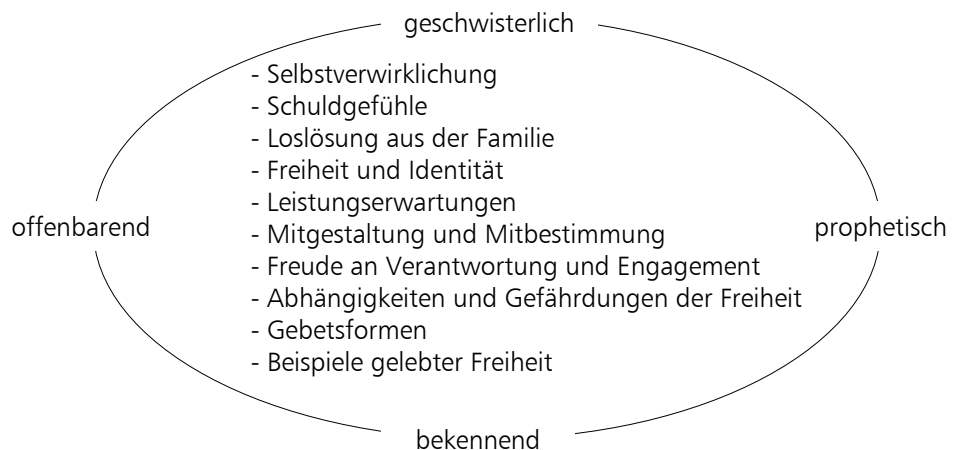 geschwisterlich
- Selbstverwirklichung
- Schuldgefühle
- Loslösung aus der Familie
- Freiheit und Identität
- Leistungserwartungen
offenbarend
prophetisch
- Mitgestaltung und Mitbestimmung
- Freude an Verantwortung und Engagement
- Abhängigkeiten und Gefährdungen der Freiheit
- Gebetsformen
- Beispiele gelebter Freiheit
bekennend